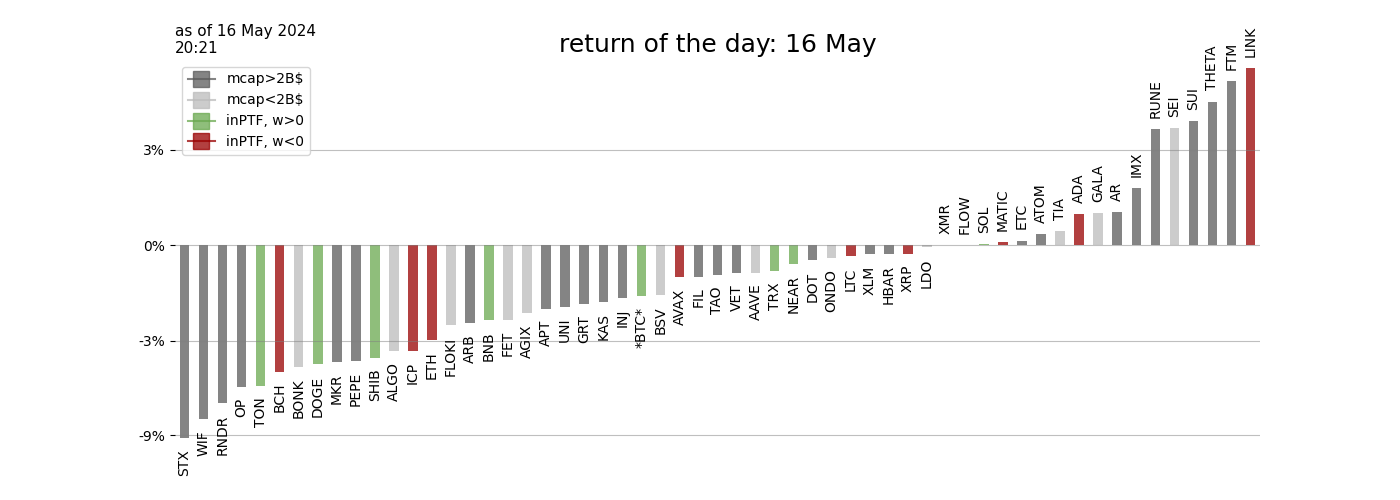 as of 16 May 2024
20:21
return of the day: 16 May
mcap>2B$
mcap<2B$
inPTF, w>0
inPTF, w<0
3%
0%
-3%
-9%
STX
WIF
RNDR
OP
TON
BCH
BONK
DOGE
MKR
PEPE
SHIB
ALGO
ICP
ETH
FLOKI
ARB
BNB
FET
AGIX
APT
UNI
GRT
KAS
INJ
*BTC*
BSV
AVAX
FIL
TAO
VET
AAVE
TRX
NEAR
DOT
ONDO
LTC
XLM
HBAR
XRP
LDO
XMR
FLOW
SOL
MATIC
ETC
ATOM
TIA
ADA
GALA
AR
IMX
RUNE
SEI
SUI
THETA
FTM
LINK